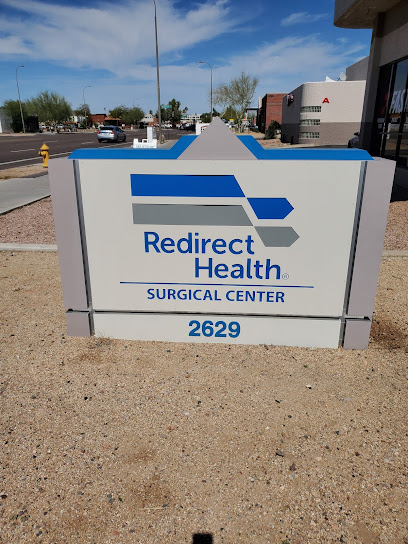 A
Redirect
Health®
SURGICAL CENTER
2629